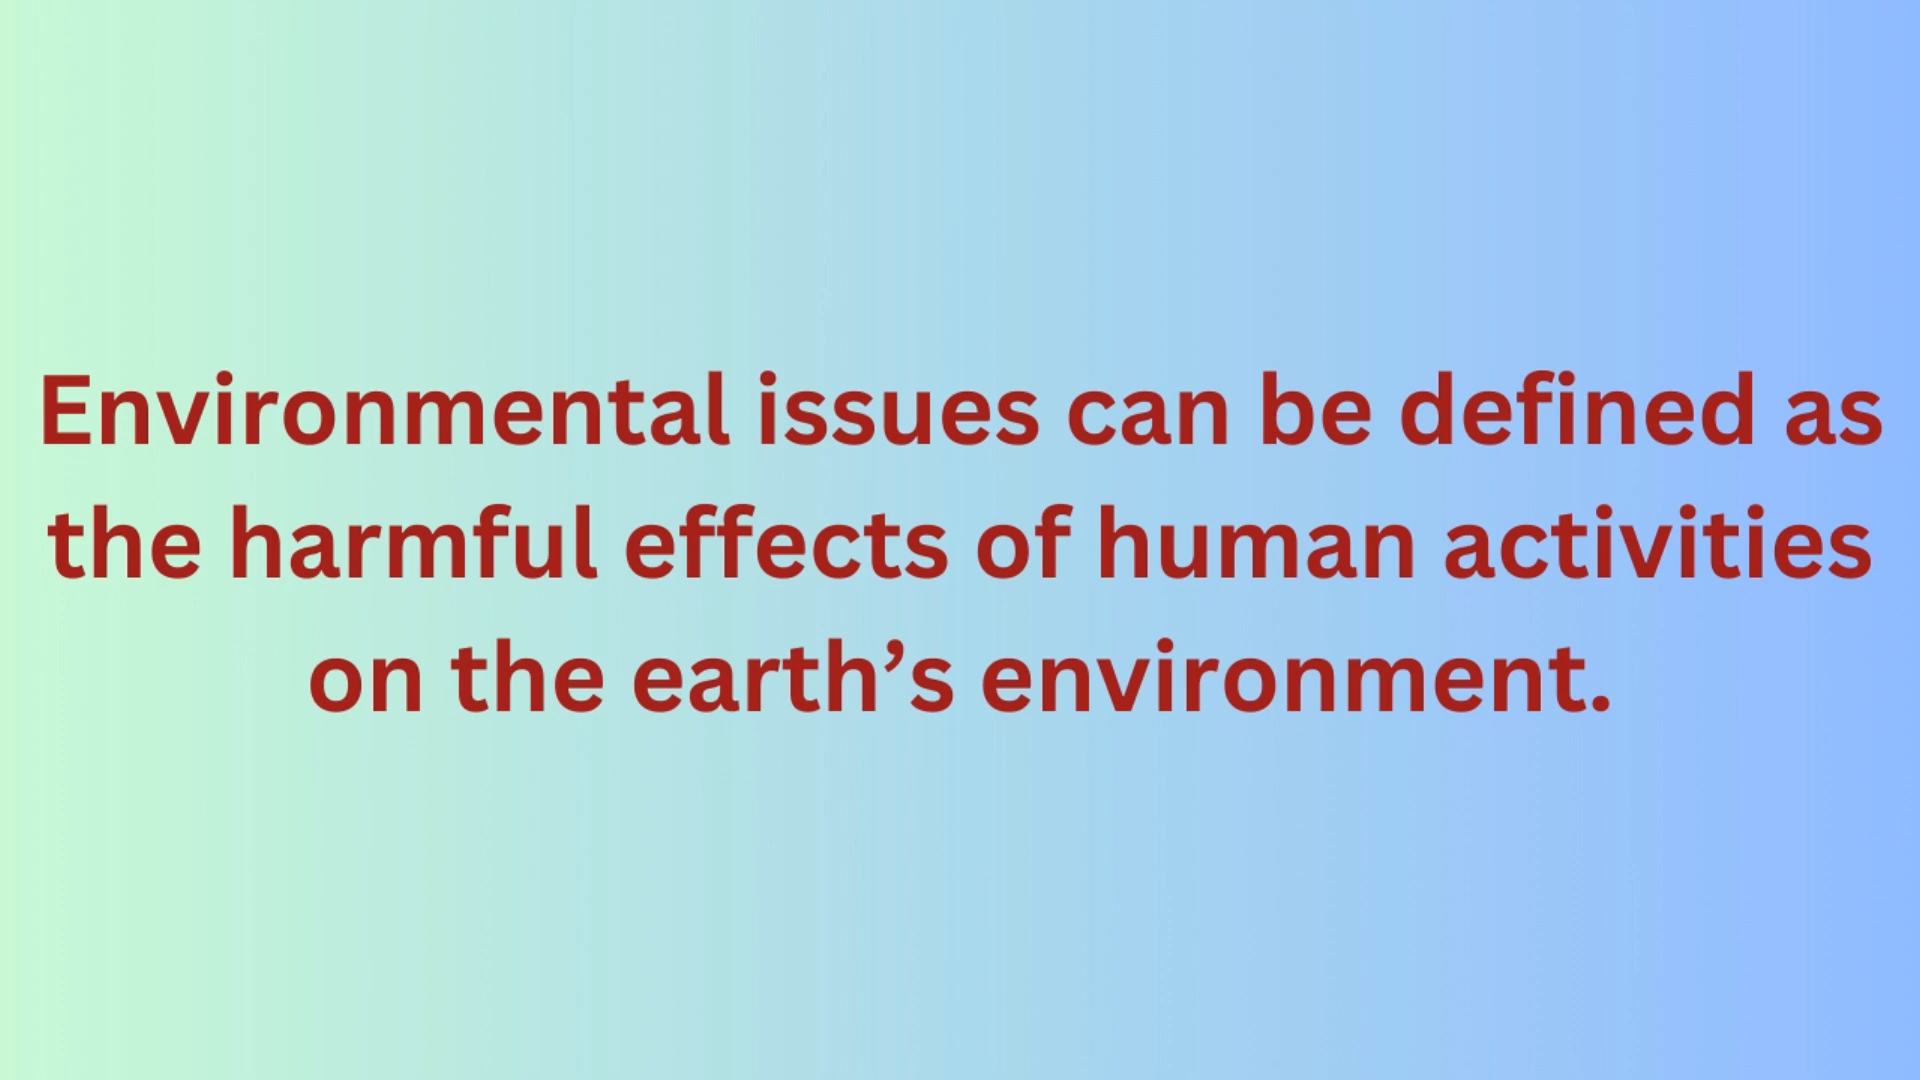 Environmental issues can be defined as
the harmful effects of human activities
on the earth’s environment.